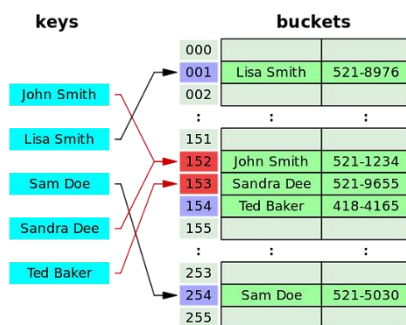 keys
buckets
000
001 Lisa Smith 521-8976
002
: : :
151
152 John Smith 521-1234
153 Sandra Dee 521-9655
154 Ted Baker 418-4165
155
: : :
253
254 Sam Doe 521-5030
255
John Smith
Lisa Smith
Sam Doe
Sandra Dee
Ted Baker